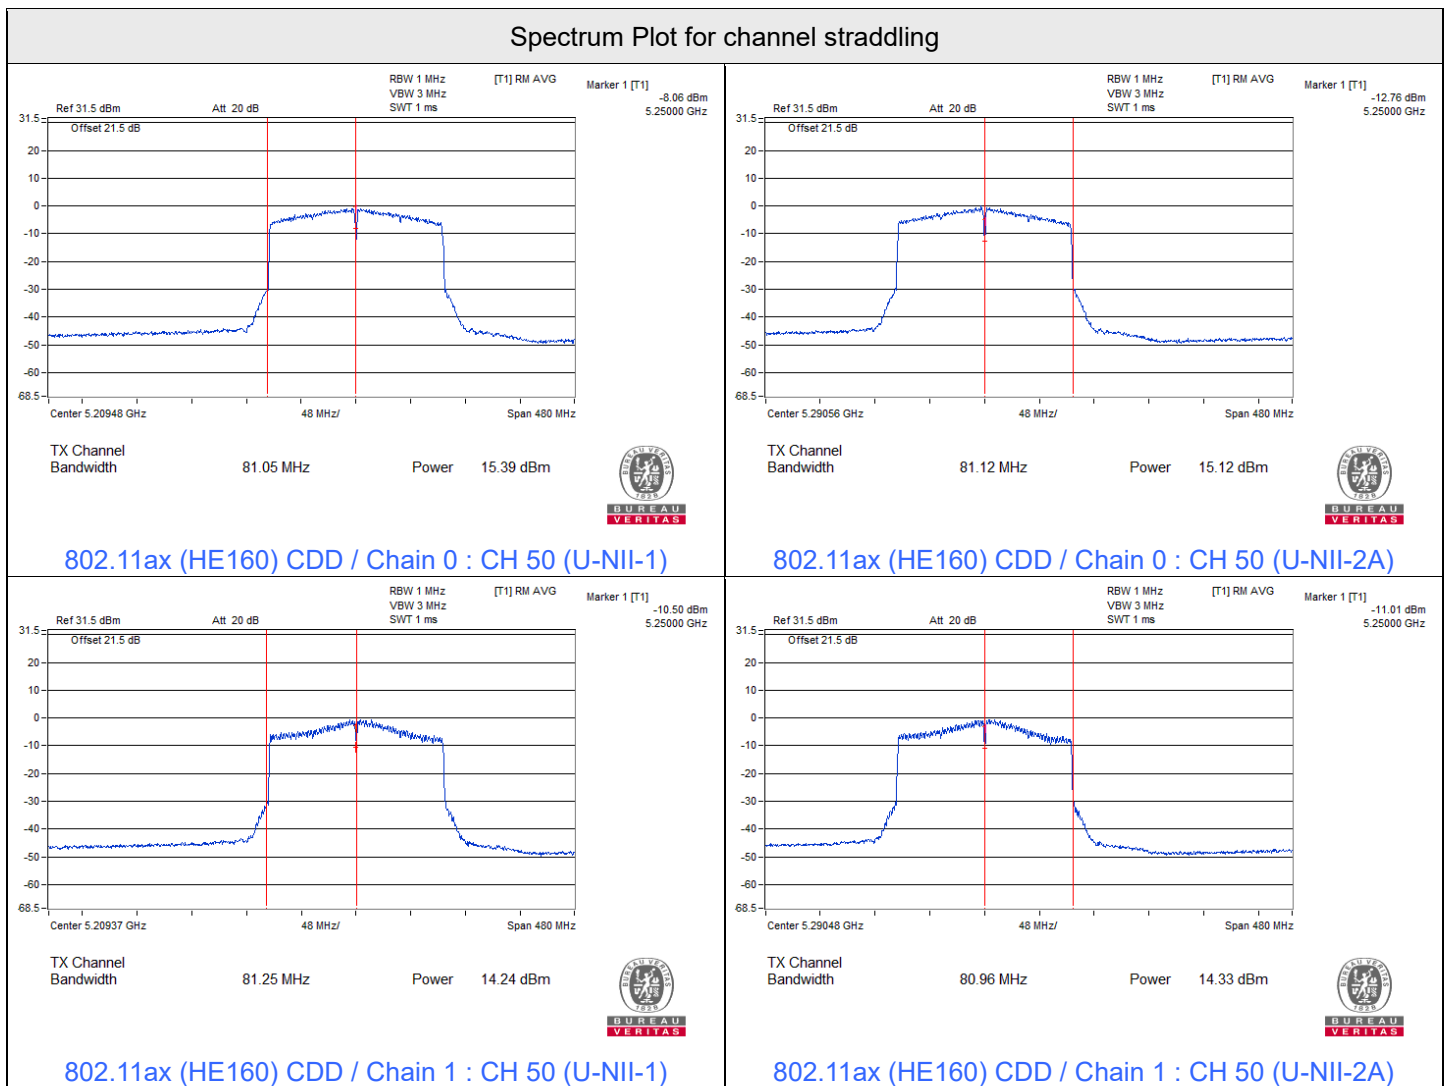 Spectrum Plot for channel straddling
RBW 1 MHz
VBW 3 MHz
SWT 1 ms
[T1] RM AVG
Marker 1 [T1]
-8.06 dBm
5.25000 GHz
Ref 31.5 dBm
Att 20 dB
Offset 21.5 dB
31.5
20
10
0
-10
-20
-30
-40
-50
-60
-68.5
Center 5.20948 GHz
48 MHz/
Span 480 MHz
TX Channel
Bandwidth 81.05 MHz Power 15.39 dBm
BUREAU VERITAS
1828
BUREAU
VERITAS
802.11ax (HE160) CDD / Chain 0 : CH 50 (U-NII-1)
RBW 1 MHz
VBW 3 MHz
SWT 1 ms
[T1] RM AVG
Marker 1 [T1]
-12.76 dBm
5.25000 GHz
Ref 31.5 dBm
Att 20 dB
Offset 21.5 dB
31.5
20
10
0
-10
-20
-30
-40
-50
-60
-68.5
Center 5.29056 GHz
48 MHz/
Span 480 MHz
TX Channel
Bandwidth 81.12 MHz Power 15.12 dBm
BUREAU VERITAS
1828
BUREAU
VERITAS
802.11ax (HE160) CDD / Chain 0 : CH 50 (U-NII-2A)
RBW 1 MHz
VBW 3 MHz
SWT 1 ms
[T1] RM AVG
Marker 1 [T1]
-10.50 dBm
5.25000 GHz
Ref 31.5 dBm
Att 20 dB
Offset 21.5 dB
31.5
20
10
0
-10
-20
-30
-40
-50
-60
-68.5
Center 5.20937 GHz
48 MHz/
Span 480 MHz
TX Channel
Bandwidth 81.25 MHz Power 14.24 dBm
BUREAU VERITAS
1828
BUREAU
VERITAS
802.11ax (HE160) CDD / Chain 1 : CH 50 (U-NII-1)
RBW 1 MHz
VBW 3 MHz
SWT 1 ms
[T1] RM AVG
Marker 1 [T1]
-11.01 dBm
5.25000 GHz
Ref 31.5 dBm
Att 20 dB
Offset 21.5 dB
31.5
20
10
0
-10
-20
-30
-40
-50
-60
-68.5
Center 5.29048 GHz
48 MHz/
Span 480 MHz
TX Channel
Bandwidth 80.96 MHz Power 14.33 dBm
BUREAU VERITAS
1828
BUREAU
VERITAS
802.11ax (HE160) CDD / Chain 1 : CH 50 (U-NII-2A)